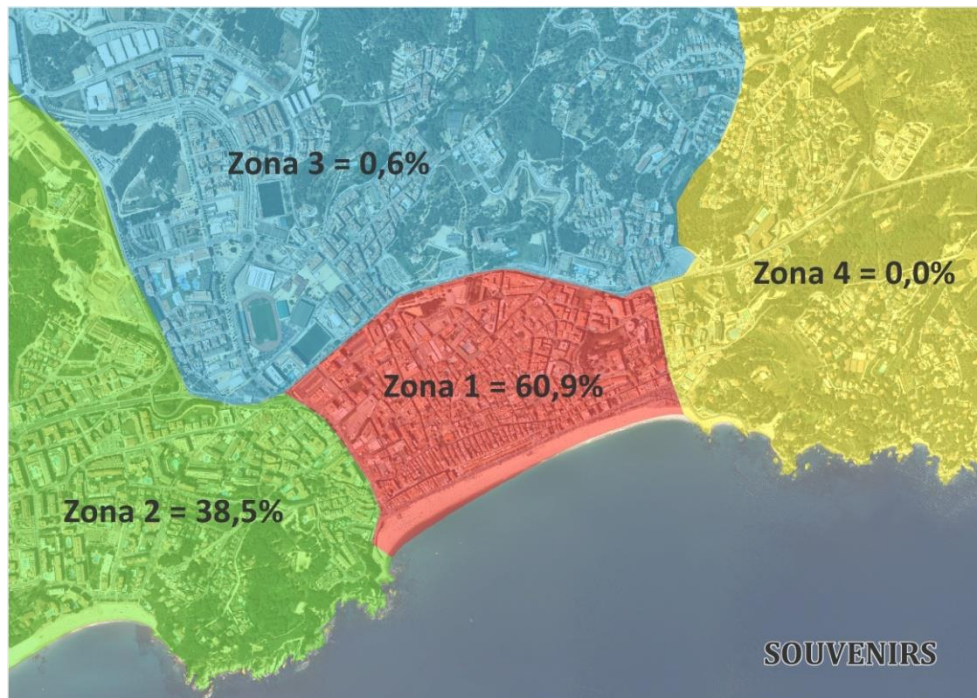 Zona 3 = 0,6%
Zona 4 = 0,0%
Zona 1 = 60,9%
Zona 2 = 38,5%
SOUVENIRS